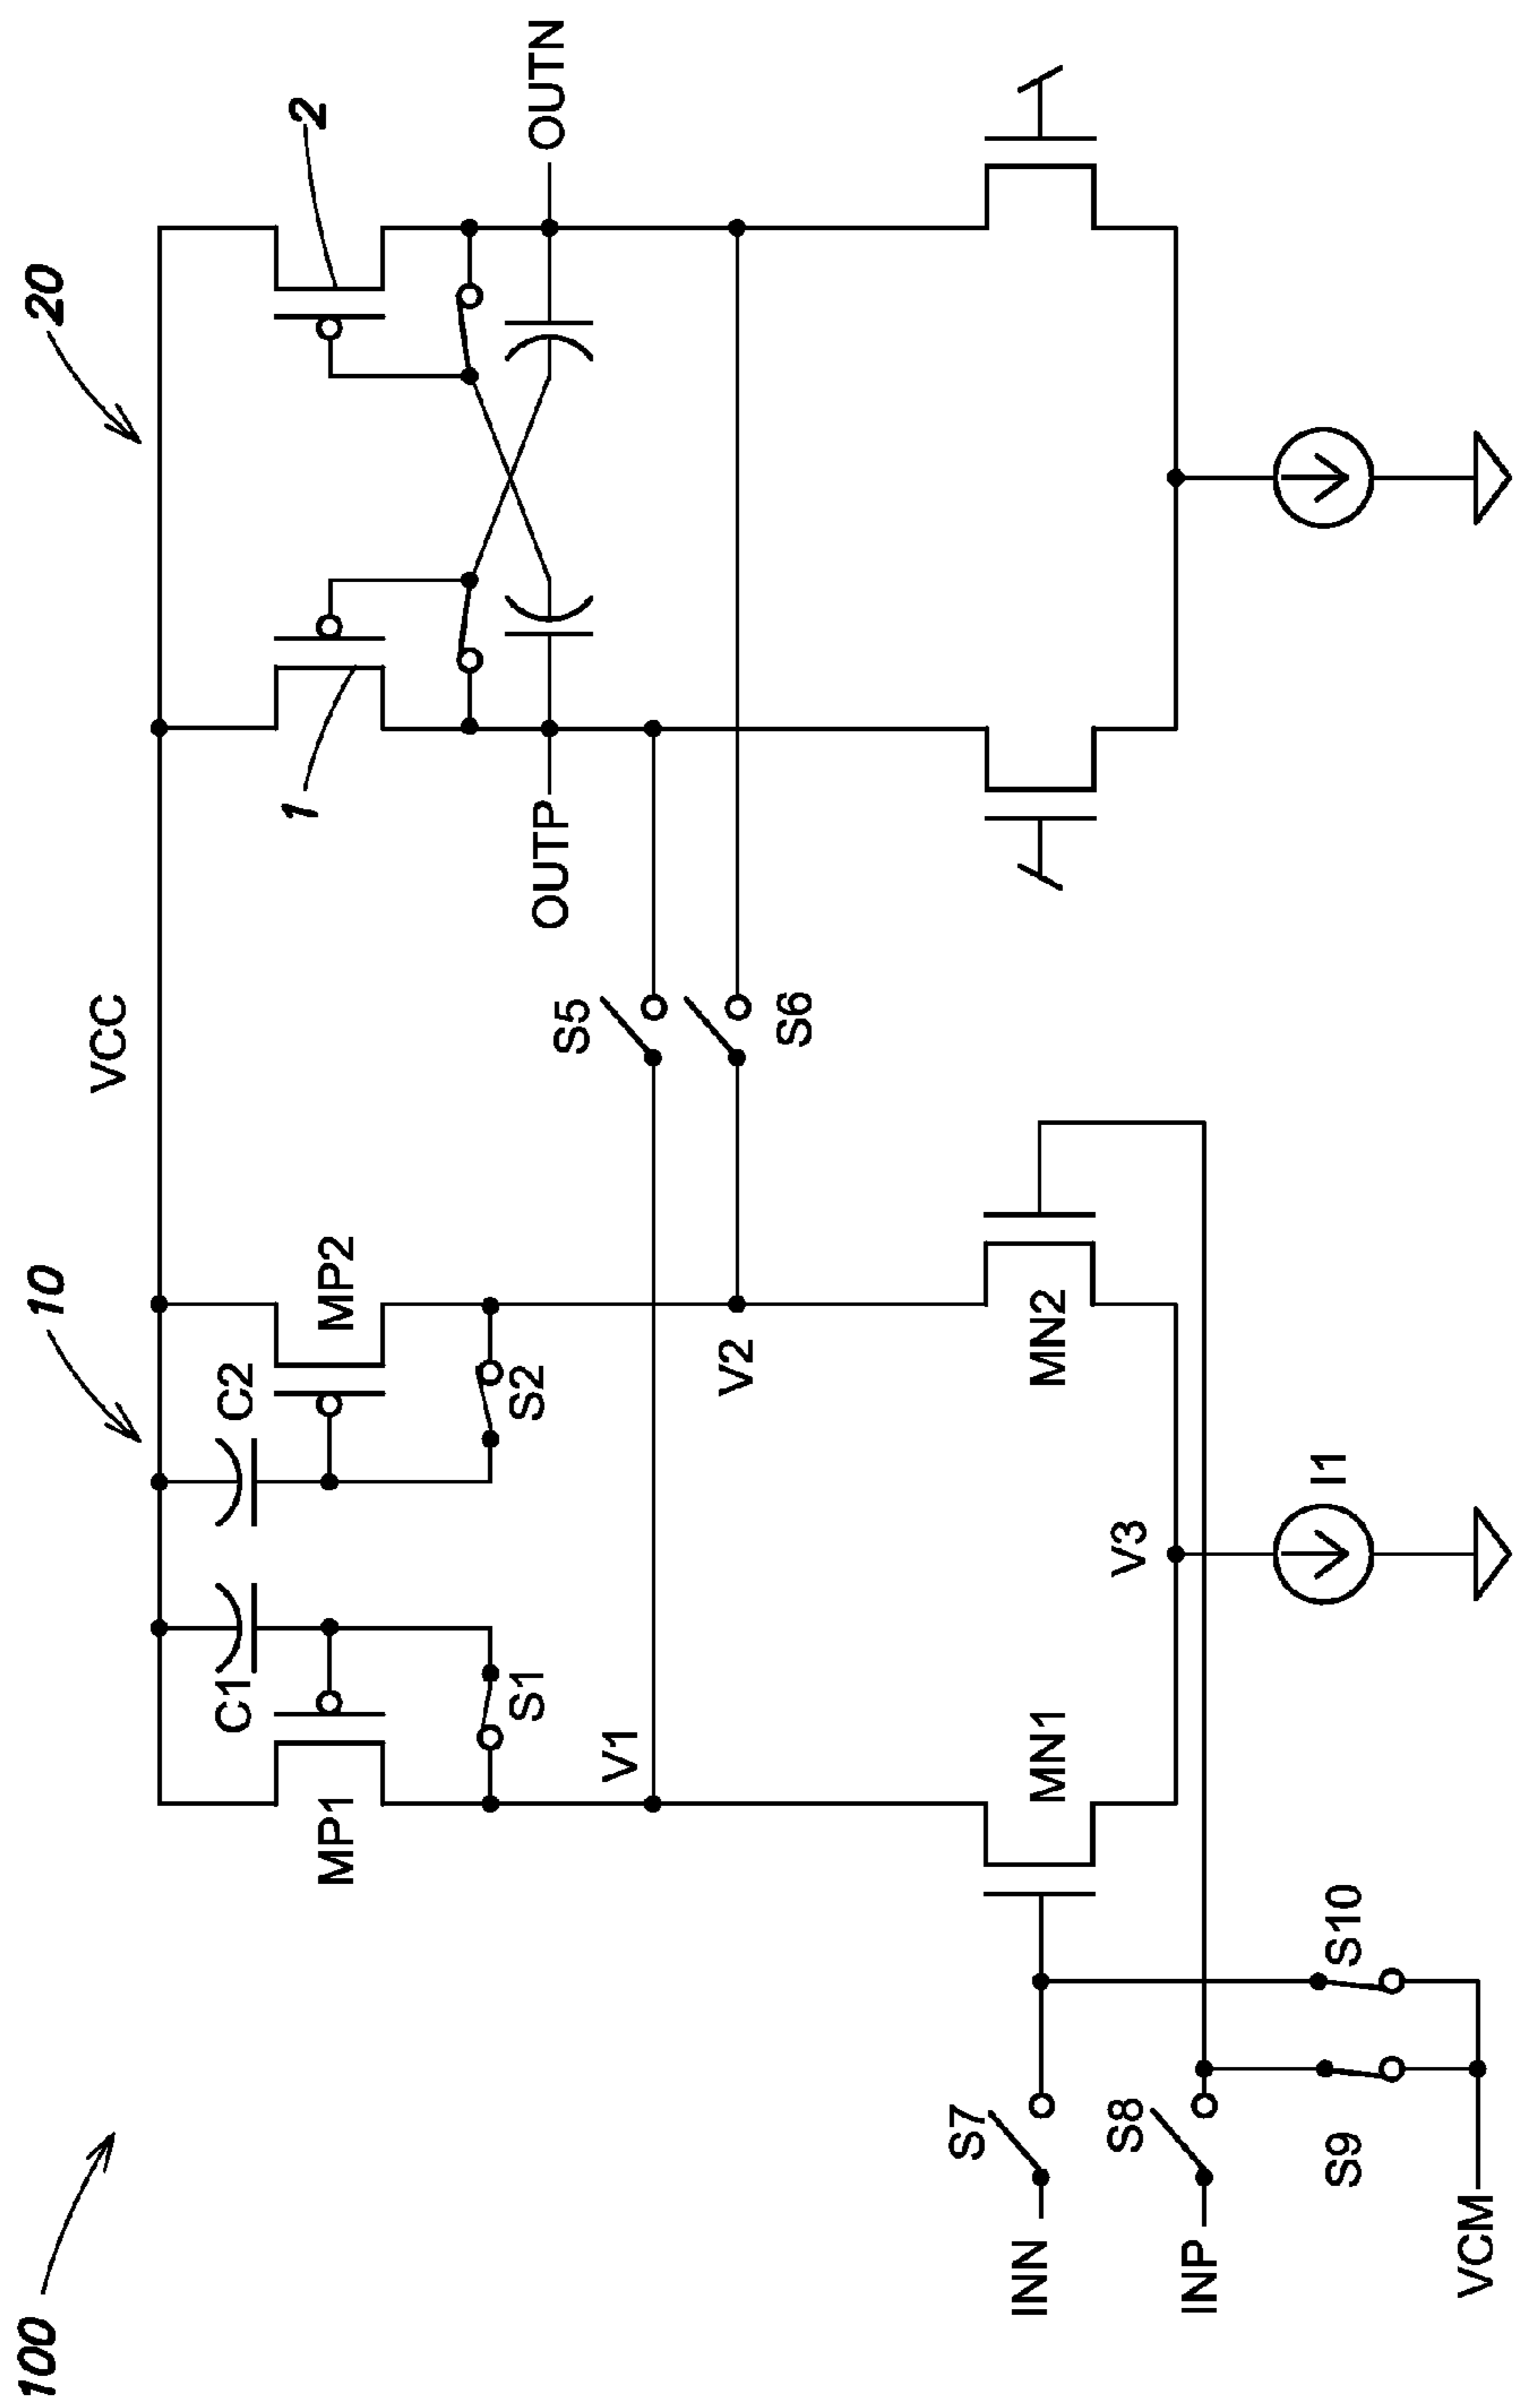 100
10
20
VCC
C1
C2
MP1
MP2
1
2
S1
S2
OUTP
OUTN
V1
S5
V2
S6
INN
S7
MN1
MN2
V3
INP
S8
I1
S9
S10
VCM